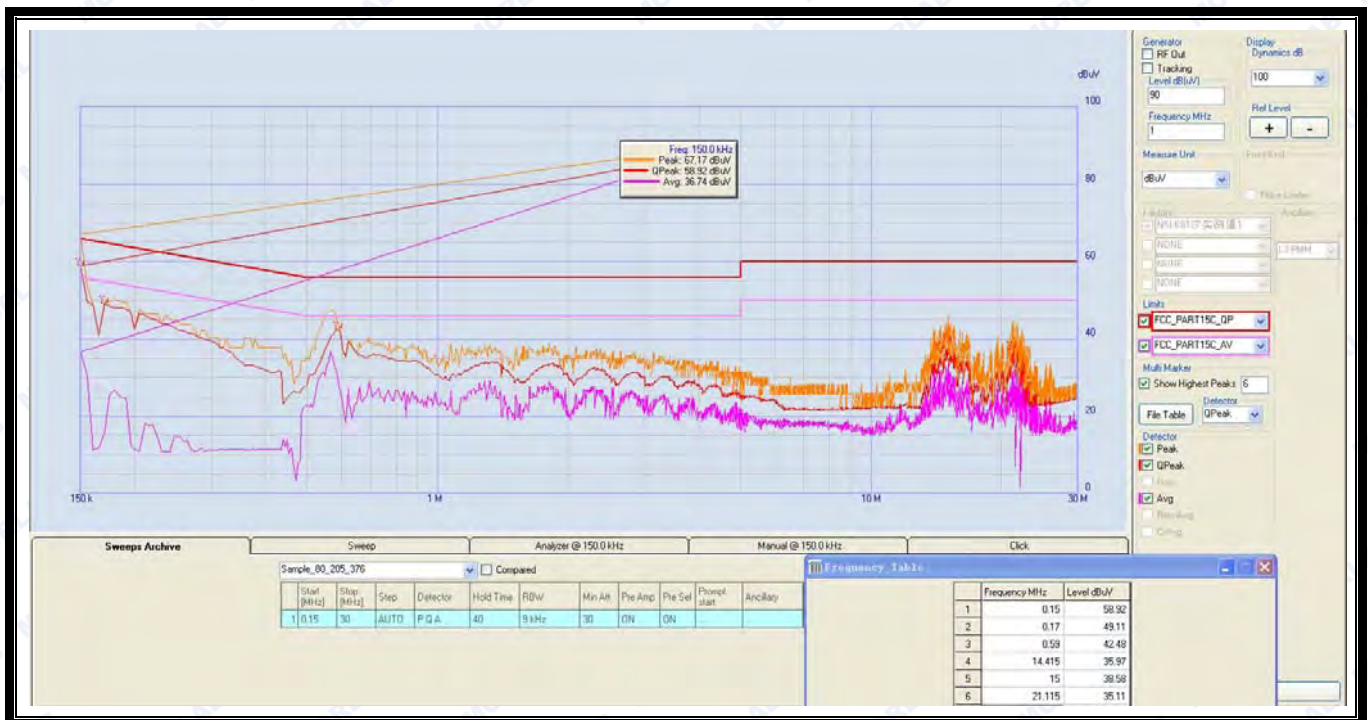 Generator
RF Out
Tracking
Level dB(uV)
90
Frequency MHz
1
Display
Dynamics dB
100
Ref Level
+ -
Measure Unit
dBuV
NONE
NONE
NONE
Limits
FCC_PART15C_QP
FCC_PART15C_AV
Multi Marker
Show Highest Peaks 6
File Table
Detector
QPeak
Detector
Peak
QPeak
Avg
dBuV
100
80
60
40
20
0
150 k 1 M 10 M 30 M
Freq: 150.0 kHz
Peak: 67.17 dBuV
QPeak: 58.92 dBuV
Avg: 36.74 dBuV
Sweeps Archive Sweep Analyzer @ 150.0 kHz Manual @ 150.0 kHz Click
Sample_80_205_376 Compared
Start [MHz] Stop [MHz] Step Detector Hold Time RBW Min Att Pre Amp Pre Sel Prompt start Ancillary
1 0.15 30 AUTO P Q A 40 9 kHz 30 ON ON
Frequency Table
Frequency MHz Level dBuV
1 0.15 58.92
2 0.17 49.11
3 0.59 42.48
4 14.415 35.97
5 15 38.58
6 21.115 35.11